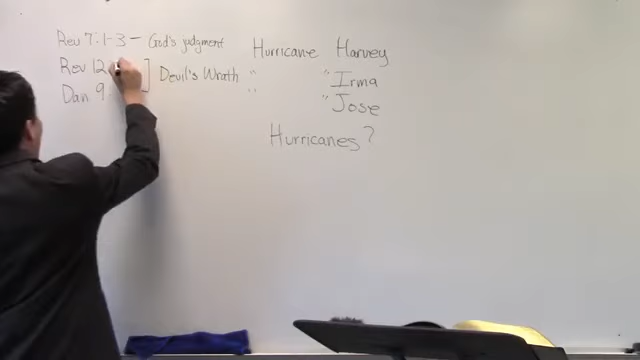 Rev 7:1-3 — God's judgment
Rev 12
Dan 9: ] Devil's Wrath
Hurricane Harvey
" " Irma
" " Jose
Hurricanes?